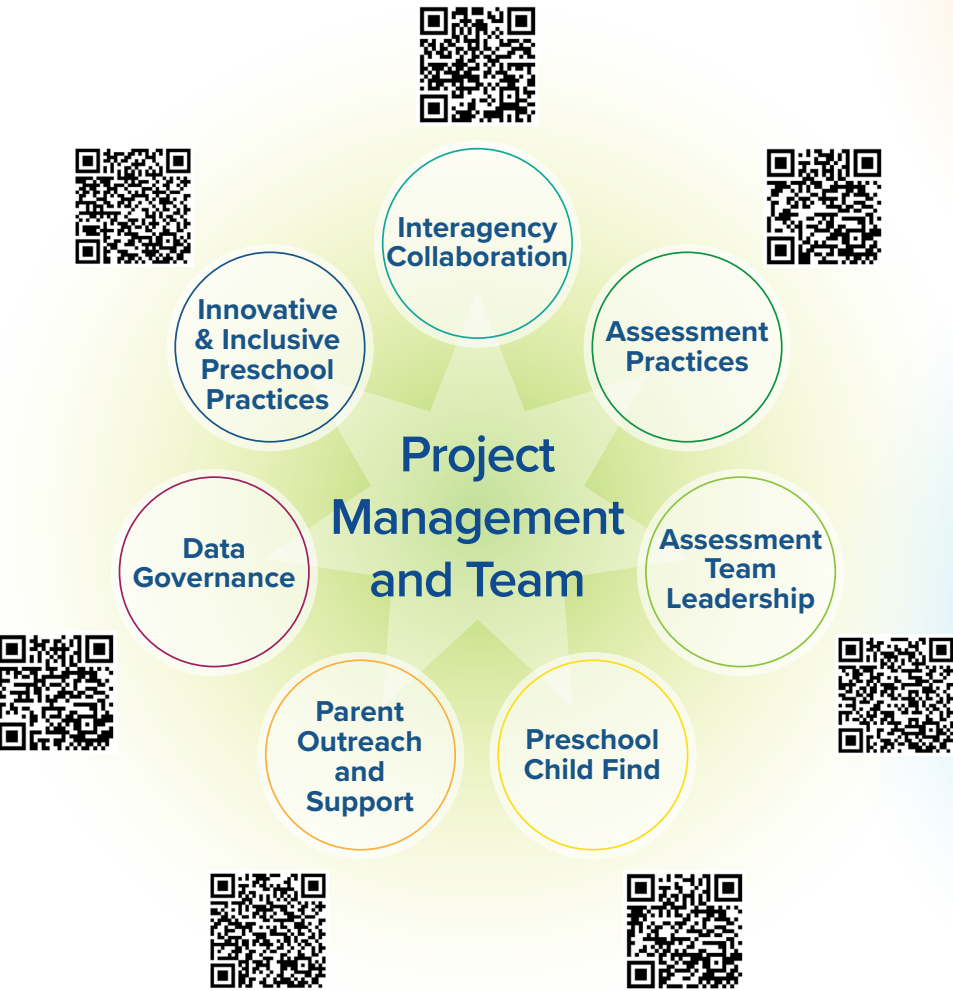 Interagency
Collaboration
Innovative
& Inclusive
Preschool
Practices
Assessment
Practices
Project
Management
and Team
Data
Governance
Assessment
Team
Leadership
Parent
Outreach
and
Support
Preschool
Child Find